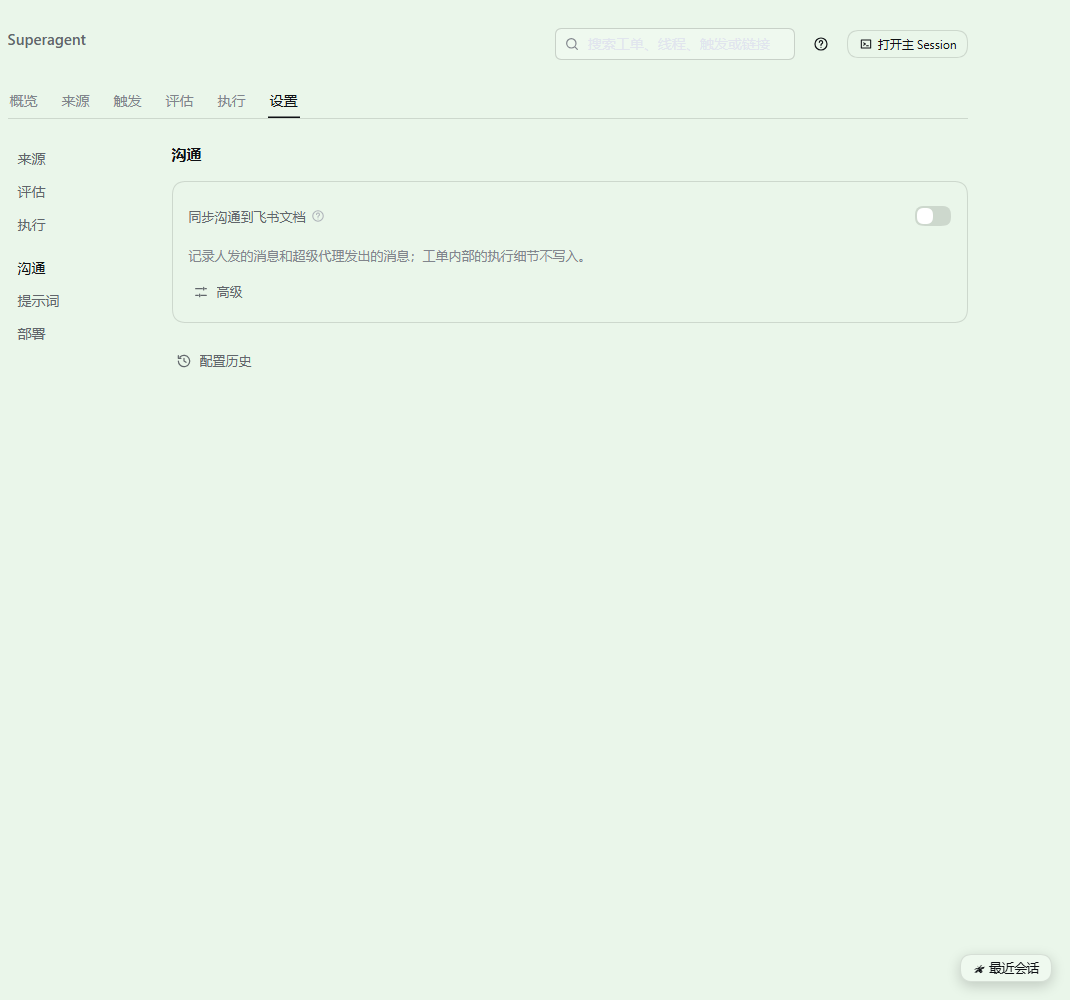 Superagent
搜索工单、线程、触发或链接
打开主 Session
概览 来源 触发 评估 执行 设置
来源
评估
执行
沟通
提示词
部署
沟通
同步沟通到飞书文档
记录人发的消息和超级代理发出的消息；工单内部的执行细节不写入。
高级
配置历史
最近会话